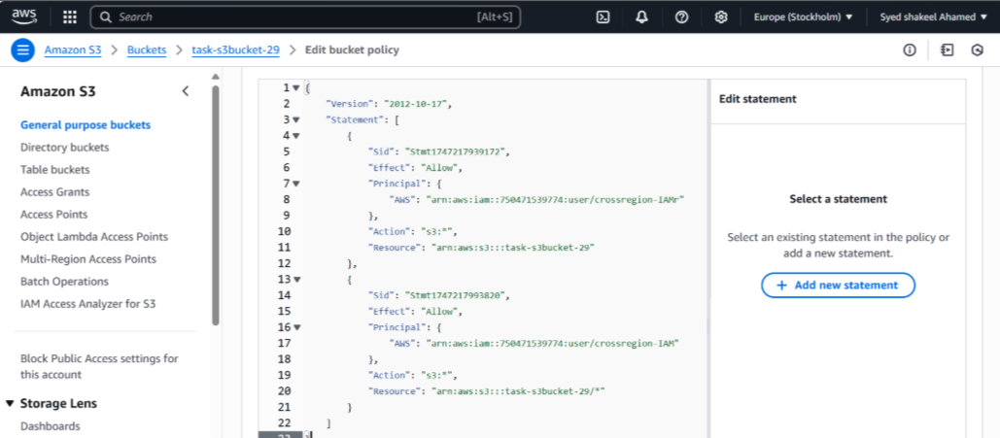 aws
Search [Alt+S] Europe (Stockholm) Syed shakeel Ahamed
Amazon S3 > Buckets > task-s3bucket-29 > Edit bucket policy
Amazon S3
General purpose buckets
Directory buckets
Table buckets
Access Grants
Access Points
Object Lambda Access Points
Multi-Region Access Points
Batch Operations
IAM Access Analyzer for S3
Block Public Access settings for
this account
Storage Lens
Dashboards
1 {
2 "Version": "2012-10-17",
3 "Statement": [
4 {
5 "Sid": "Stmt1747217939172",
6 "Effect": "Allow",
7 "Principal": {
8 "AWS": "arn:aws:iam::750471539774:user/crossregion-IAMr"
9 },
10 "Action": "s3:*",
11 "Resource": "arn:aws:s3:::task-s3bucket-29"
12 },
13 {
14 "Sid": "Stmt1747217993820",
15 "Effect": "Allow",
16 "Principal": {
17 "AWS": "arn:aws:iam::750471539774:user/crossregion-IAM"
18 },
19 "Action": "s3:*",
20 "Resource": "arn:aws:s3:::task-s3bucket-29/*"
21 }
22 ]
23 }
Edit statement
Select a statement
Select an existing statement in the policy or
add a new statement.
+ Add new statement